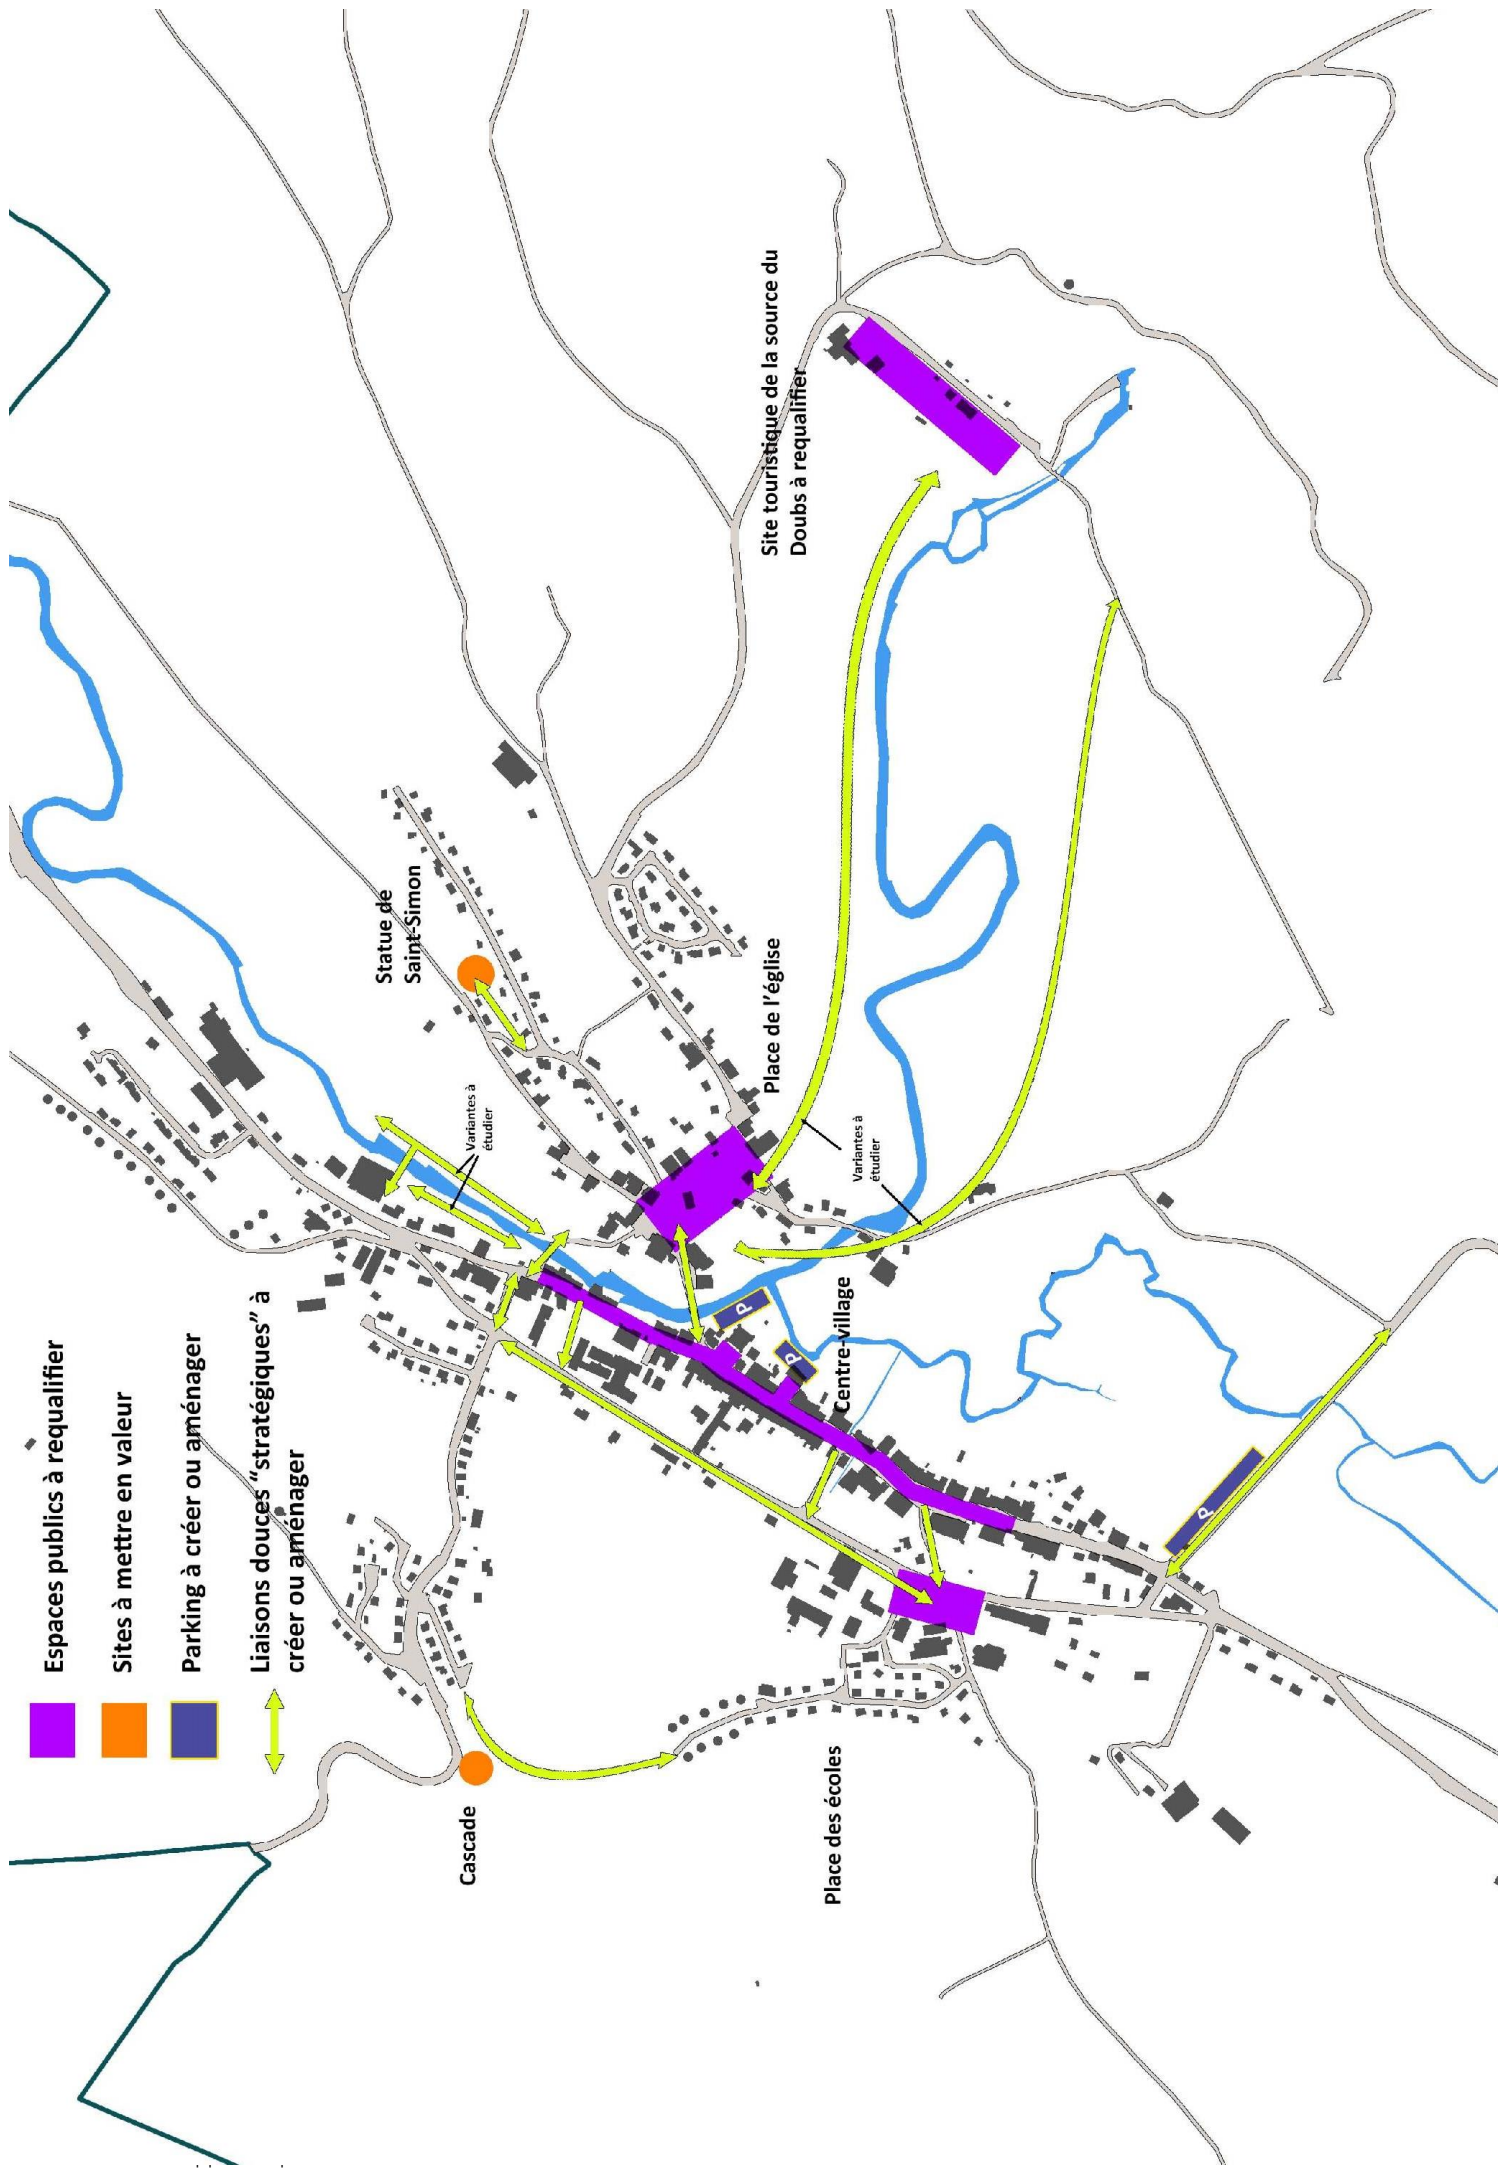 Espaces publics à requalifier
Sites à mettre en valeur
Parking à créer ou aménager
Liaisons douces “stratégiques” à
créer ou aménager
Cascade
Place des écoles
Statue de
Saint-Simon
Variantes à
étudier
Place de l’église
Variantes à
étudier
Centre-village
Site touristique de la source du
Doubs à requalifier
P
P
P